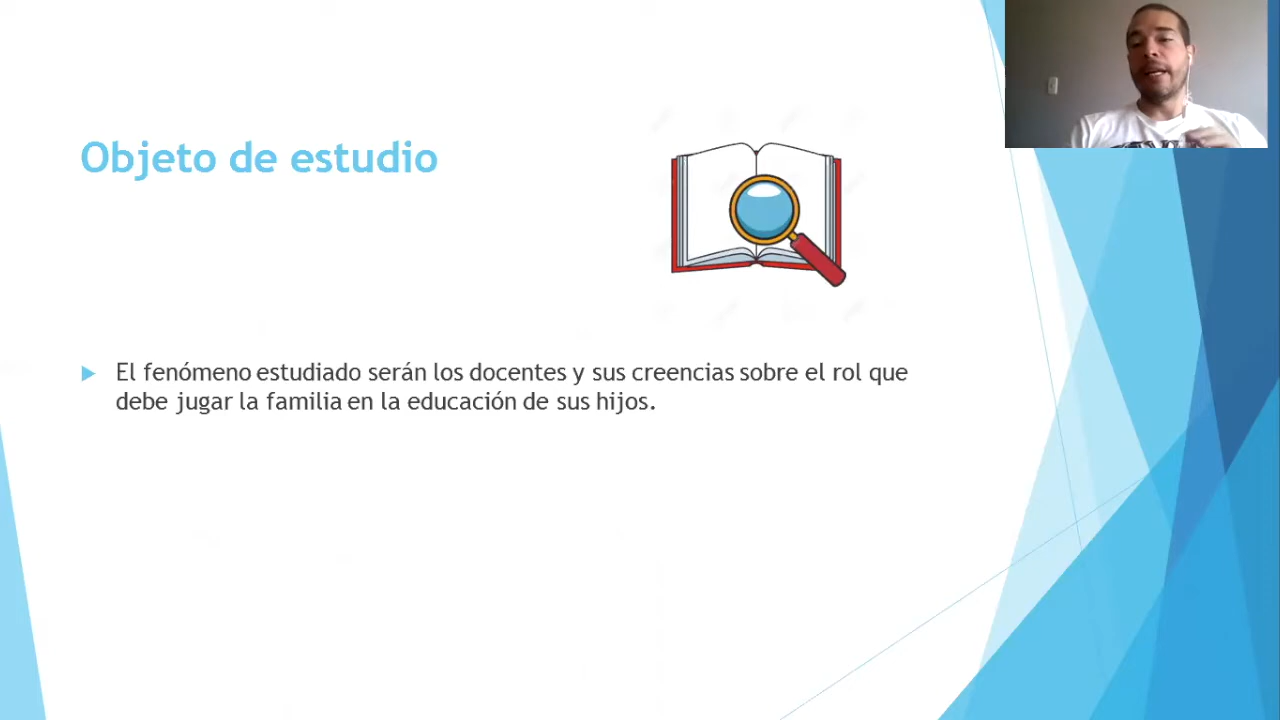 Objeto de estudio
El fenómeno estudiado serán los docentes y sus creencias sobre el rol que
debe jugar la familia en la educación de sus hijos.